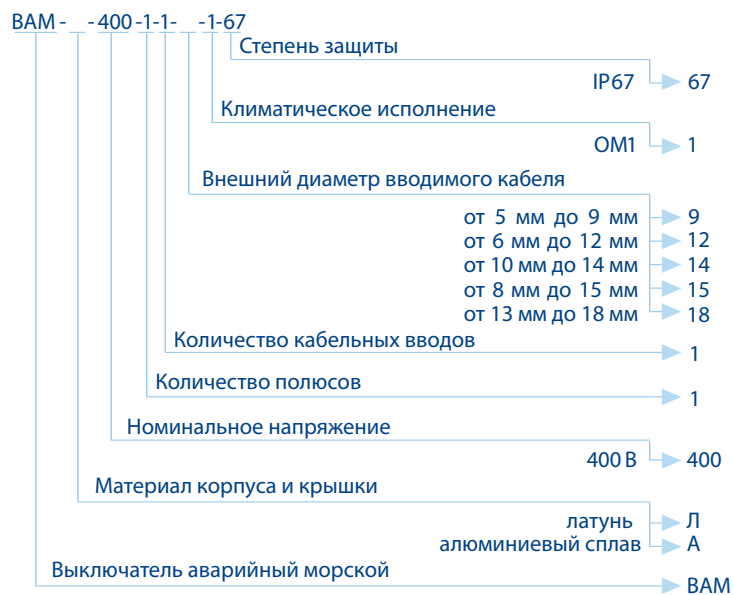 ВАМ -   - 400 -1-1-   -1-67
Степень защиты
IP67 67
Климатическое исполнение
ОМ1 1
Внешний диаметр вводимого кабеля
от 5 мм до 9 мм 9
от 6 мм до 12 мм 12
от 10 мм до 14 мм 14
от 8 мм до 15 мм 15
от 13 мм до 18 мм 18
Количество кабельных вводов
1
Количество полюсов
1
Номинальное напряжение
400 В 400
Материал корпуса и крышки
латунь Л
алюминиевый сплав А
Выключатель аварийный морской
ВАМ